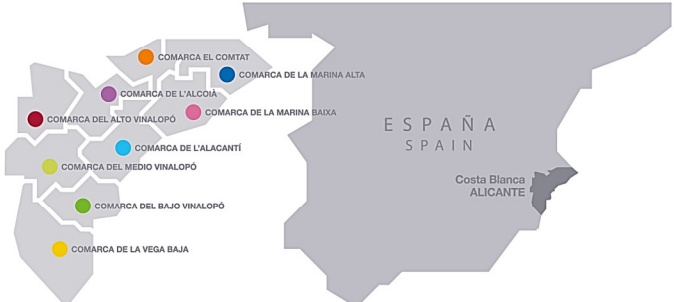 COMARCA EL COMTAT
COMARCA DE LA MARINA ALTA
COMARCA DE L'ALCOIÀ
COMARCA DE LA MARINA BAIXA
COMARCA DEL ALTO VINALOPÓ
COMARCA DE L'ALACANTÍ
COMARCA DEL MEDIO VINALOPÓ
COMARCA DEL BAJO VINALOPÓ
COMARCA DE LA VEGA BAJA
ESPAÑA
SPAIN
Costa Blanca
ALICANTE